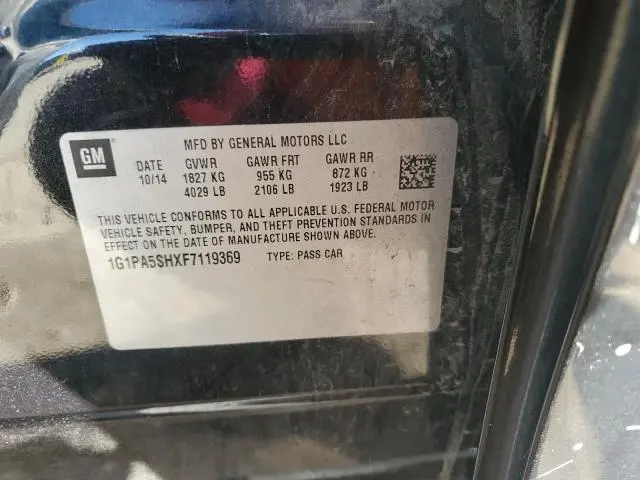 GM
MFD BY GENERAL MOTORS LLC
DATE GVWR GAWR FRT GAWR RR
10/14 1827 KG 955 KG 872 KG
4029 LB 2106 LB 1923 LB
THIS VEHICLE CONFORMS TO ALL APPLICABLE U.S. FEDERAL MOTOR
VEHICLE SAFETY, BUMPER, AND THEFT PREVENTION STANDARDS IN
EFFECT ON THE DATE OF MANUFACTURE SHOWN ABOVE.
1G1PA5SHXF7119369 TYPE: PASS CAR